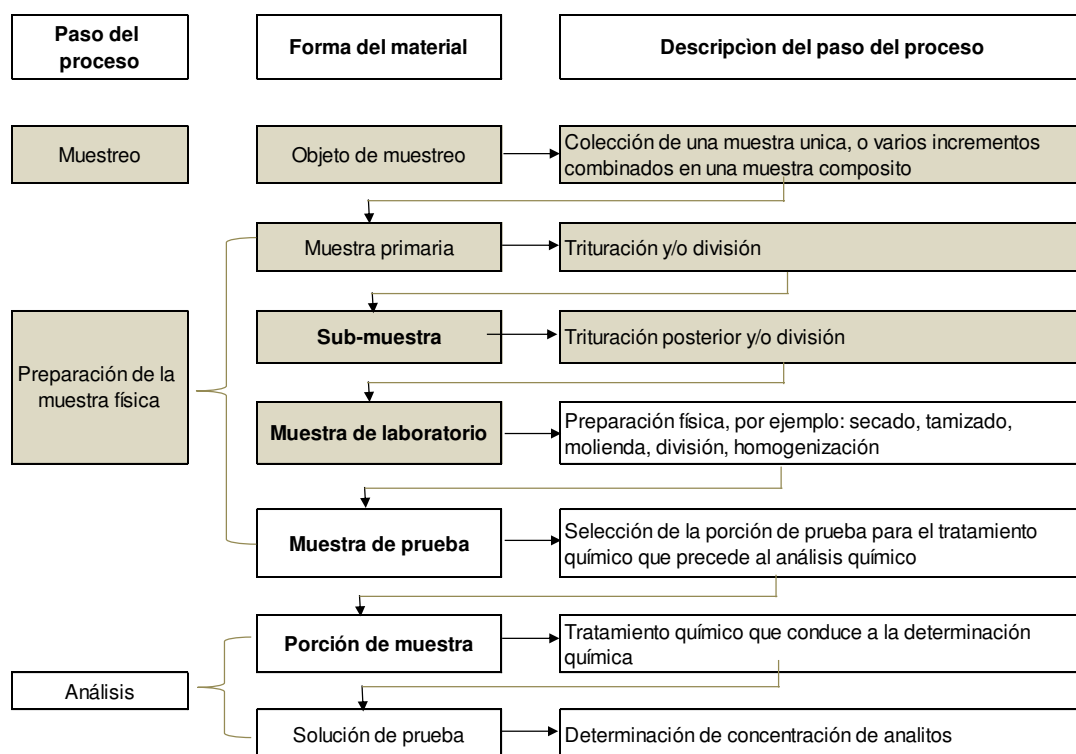 Paso del
proceso
Forma del material
Descripcìon del paso del proceso
Muestreo
Objeto de muestreo
Colección de una muestra unica, o varios incrementos
combinados en una muestra composito
Muestra primaria
Trituración y/o división
Preparación de la
muestra física
Sub-muestra
Trituración posterior y/o división
Muestra de laboratorio
Preparación física, por ejemplo: secado, tamizado,
molienda, división, homogenización
Muestra de prueba
Selección de la porción de prueba para el tratamiento
químico que precede al análisis químico
Análisis
Porción de muestra
Tratamiento químico que conduce a la determinación
química
Solución de prueba
Determinación de concentración de analitos